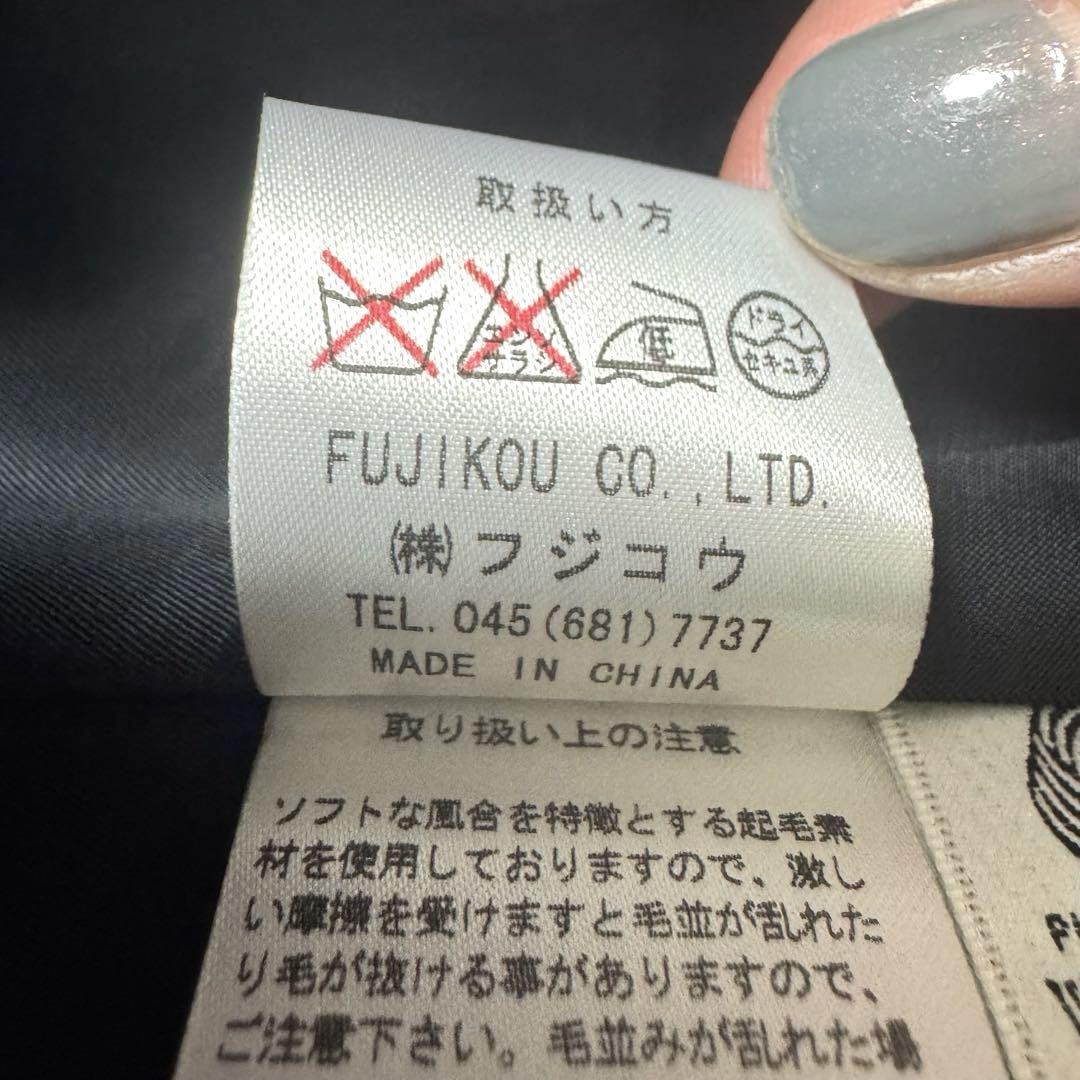 取扱い方
エンソ
サラシ
低
ドライ
セキユ系
FUJIKOU CO.,LTD.
㈱フジコウ
TEL. 045(681)7737
MADE IN CHINA
取り扱い上の注意
ソフトな風合を特徴とする起毛素
材を使用しておりますので、激し
い摩擦を受けますと毛並が乱れた
り毛が抜ける事がありますので、
ご注意下さい。毛並みが乱れた場